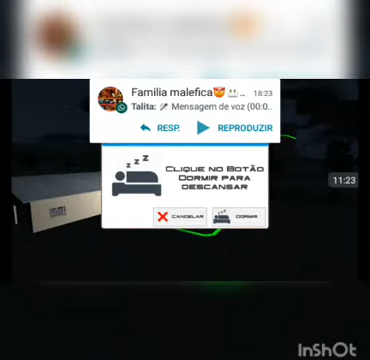 Familia malefica🤠😃.. 18:23
Talita: 🎤 Mensagem de voz (00:0..
RESP. REPRODUZIR
11:23
z z z
CLIQUE NO BOTÃO
DORMIR PARA
DESCANSAR
CANCELAR DORMIR
InShOt